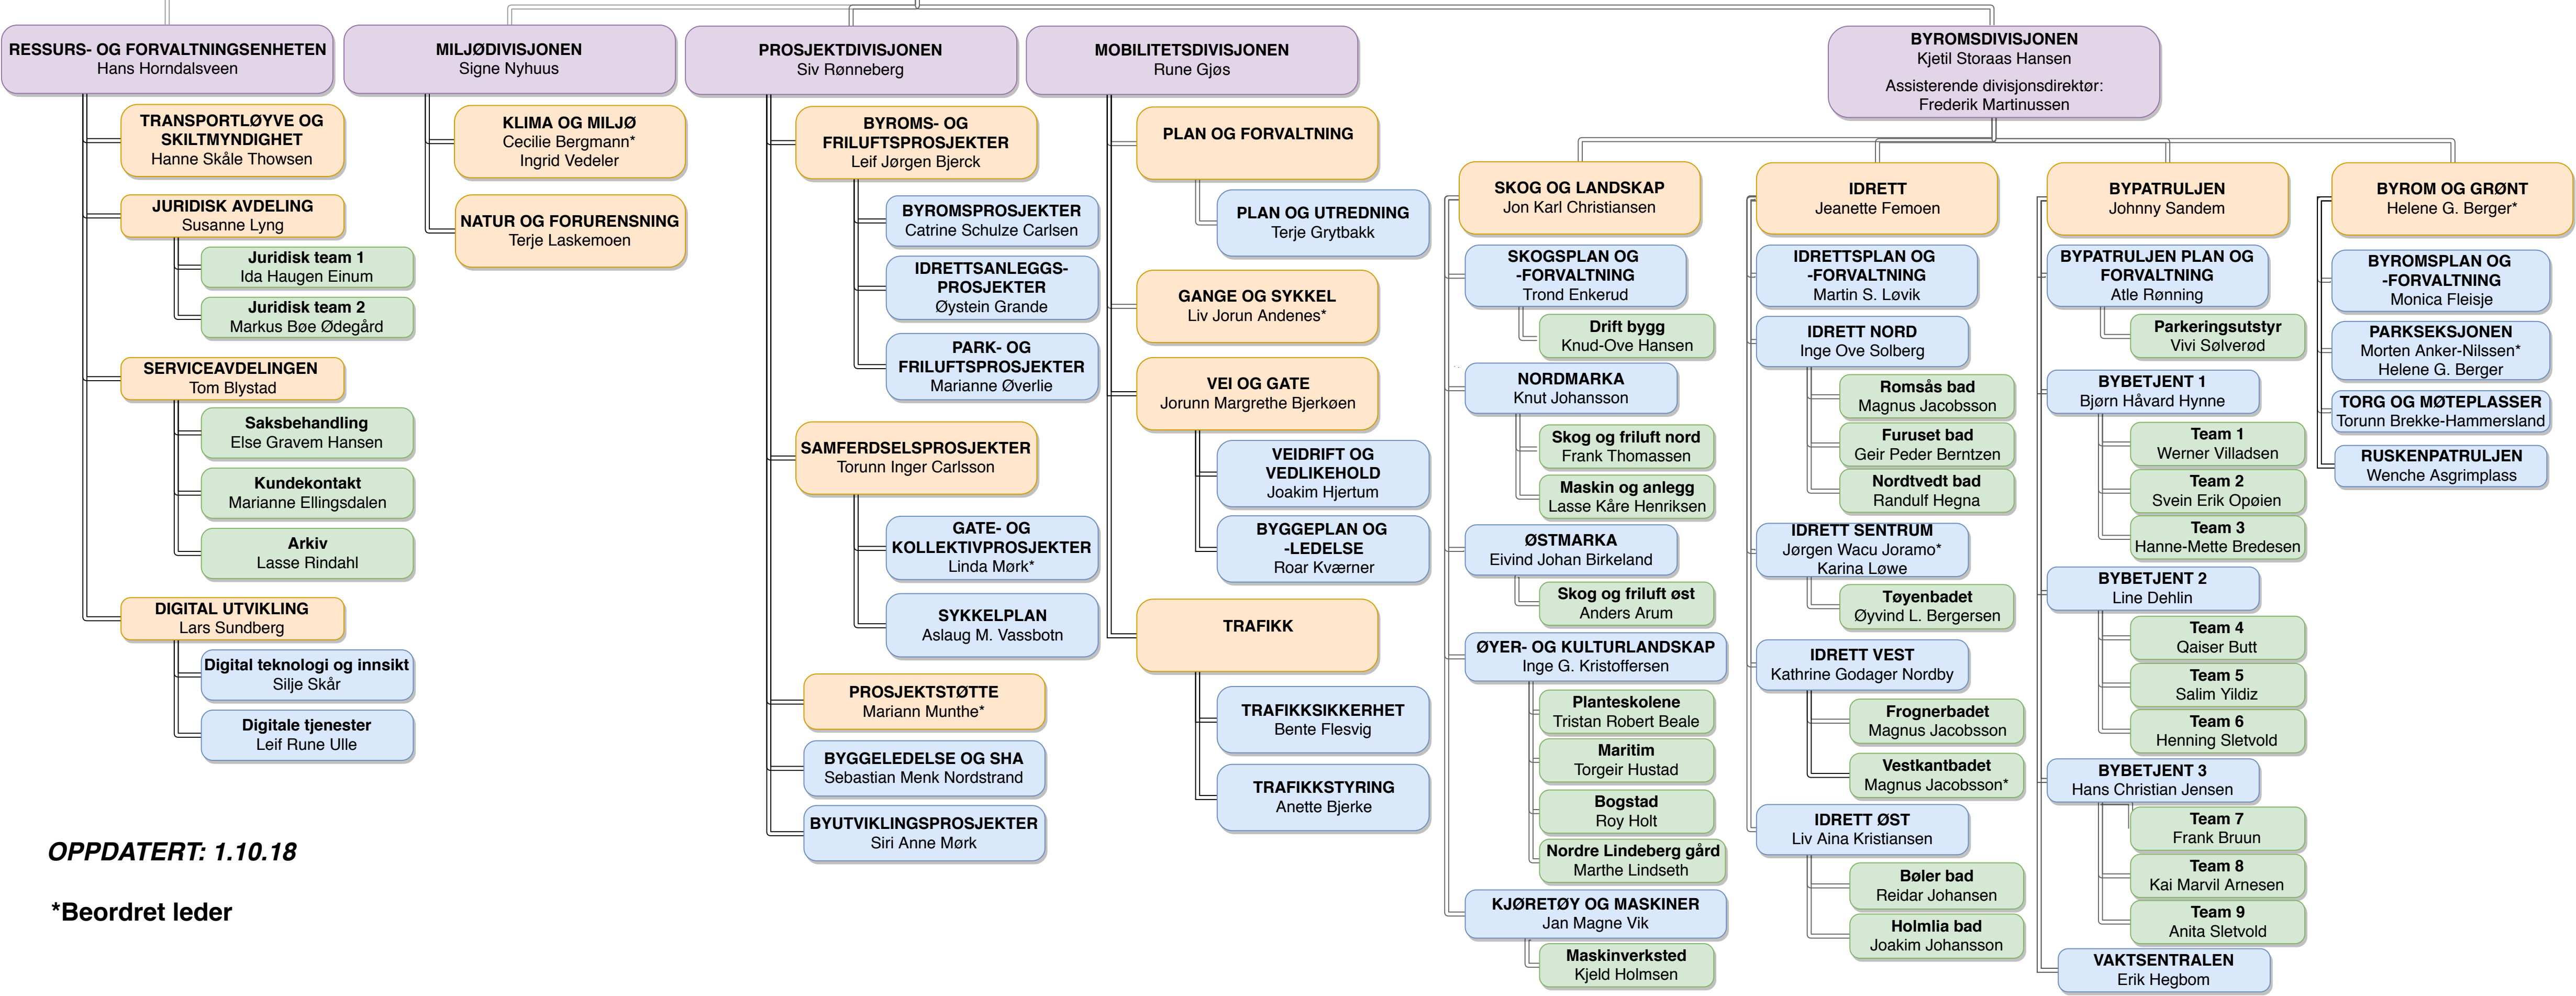 RESSURS- OG FORVALTNINGSENHETEN
Hans Horndalsveen
TRANSPORTLØYVE OG
SKILTMYNDIGHET
Hanne Skåle Thowsen
JURIDISK AVDELING
Susanne Lyng
Juridisk team 1
Ida Haugen Einum
Juridisk team 2
Markus Bøe Ødegård
SERVICEAVDELINGEN
Tom Blystad
Saksbehandling
Else Gravem Hansen
Kundekontakt
Marianne Ellingsdalen
Arkiv
Lasse Rindahl
DIGITAL UTVIKLING
Lars Sundberg
Digital teknologi og innsikt
Silje Skår
Digitale tjenester
Leif Rune Ulle
OPPDATERT: 1.10.18
*Beordret leder
MILJØDIVISJONEN
Signe Nyhuus
KLIMA OG MILJØ
Cecilie Bergmann*
Ingrid Vedeler
NATUR OG FORURENSNING
Terje Laskemoen
PROSJEKTDIVISJONEN
Siv Rønneberg
BYROMS- OG
FRILUFTSPROSJEKTER
Leif Jørgen Bjerck
BYROMSPROSJEKTER
Catrine Schulze Carlsen
IDRETTSANLEGGS-
PROSJEKTER
Øystein Grande
PARK- OG
FRILUFTSPROSJEKTER
Marianne Øverlie
SAMFERDSELSPROSJEKTER
Torunn Inger Carlsson
GATE- OG
KOLLEKTIVPROSJEKTER
Linda Mørk*
SYKKELPLAN
Aslaug M. Vassbotn
PROSJEKTSTØTTE
Mariann Munthe*
BYGGELEDELSE OG SHA
Sebastian Menk Nordstrand
BYUTVIKLINGSPROSJEKTER
Siri Anne Mørk
MOBILITETSDIVISJONEN
Rune Gjøs
PLAN OG FORVALTNING
PLAN OG UTREDNING
Terje Grytbakk
GANGE OG SYKKEL
Liv Jorun Andenes*
VEI OG GATE
Jorunn Margrethe Bjerkøen
VEIDRIFT OG
VEDLIKEHOLD
Joakim Hjertum
BYGGEPLAN OG
-LEDELSE
Roar Kværner
TRAFIKK
TRAFIKKSIKKERHET
Bente Flesvig
TRAFIKKSTYRING
Anette Bjerke
BYROMSDIVISJONEN
Kjetil Storaas Hansen
Assisterende divisjonsdirektør:
Frederik Martinussen
SKOG OG LANDSKAP
Jon Karl Christiansen
SKOGSPLAN OG
-FORVALTNING
Trond Enkerud
Drift bygg
Knud-Ove Hansen
NORDMARKA
Knut Johansson
Skog og friluft nord
Frank Thomassen
Maskin og anlegg
Lasse Kåre Henriksen
ØSTMARKA
Eivind Johan Birkeland
Skog og friluft øst
Anders Arum
ØYER- OG KULTURLANDSKAP
Inge G. Kristoffersen
Planteskolene
Tristan Robert Beale
Maritim
Torgeir Hustad
Bogstad
Roy Holt
Nordre Lindeberg gård
Marthe Lindseth
KJØRETØY OG MASKINER
Jan Magne Vik
Maskinverksted
Kjeld Holmsen
IDRETT
Jeanette Femoen
IDRETTSPLAN OG
-FORVALTNING
Martin S. Løvik
IDRETT NORD
Inge Ove Solberg
Romsås bad
Magnus Jacobsson
Furuset bad
Geir Peder Berntzen
Nordtvedt bad
Randulf Hegna
IDRETT SENTRUM
Jørgen Wacu Joramo*
Karina Løwe
Tøyenbadet
Øyvind L. Bergersen
IDRETT VEST
Kathrine Godager Nordby
Frognerbadet
Magnus Jacobsson
Vestkantbadet
Magnus Jacobsson*
IDRETT ØST
Liv Aina Kristiansen
Bøler bad
Reidar Johansen
Holmlia bad
Joakim Johansson
BYPATRULJEN
Johnny Sandem
BYPATRULJEN PLAN OG
FORVALTNING
Atle Rønning
Parkeringsutstyr
Vivi Sølverød
BYBETJENT 1
Bjørn Håvard Hynne
Team 1
Werner Villadsen
Team 2
Svein Erik Opøien
Team 3
Hanne-Mette Bredesen
BYBETJENT 2
Line Dehlin
Team 4
Qaiser Butt
Team 5
Salim Yildiz
Team 6
Henning Sletvold
BYBETJENT 3
Hans Christian Jensen
Team 7
Frank Bruun
Team 8
Kai Marvil Arnesen
Team 9
Anita Sletvold
VAKTSENTRALEN
Erik Hegbom
BYROM OG GRØNT
Helene G. Berger*
BYROMSPLAN OG
-FORVALTNING
Monica Fleisje
PARKSEKSJONEN
Morten Anker-Nilssen*
Helene G. Berger
TORG OG MØTEPLASSER
Torunn Brekke-Hammersland
RUSKENPATRULJEN
Wenche Asgrimplass